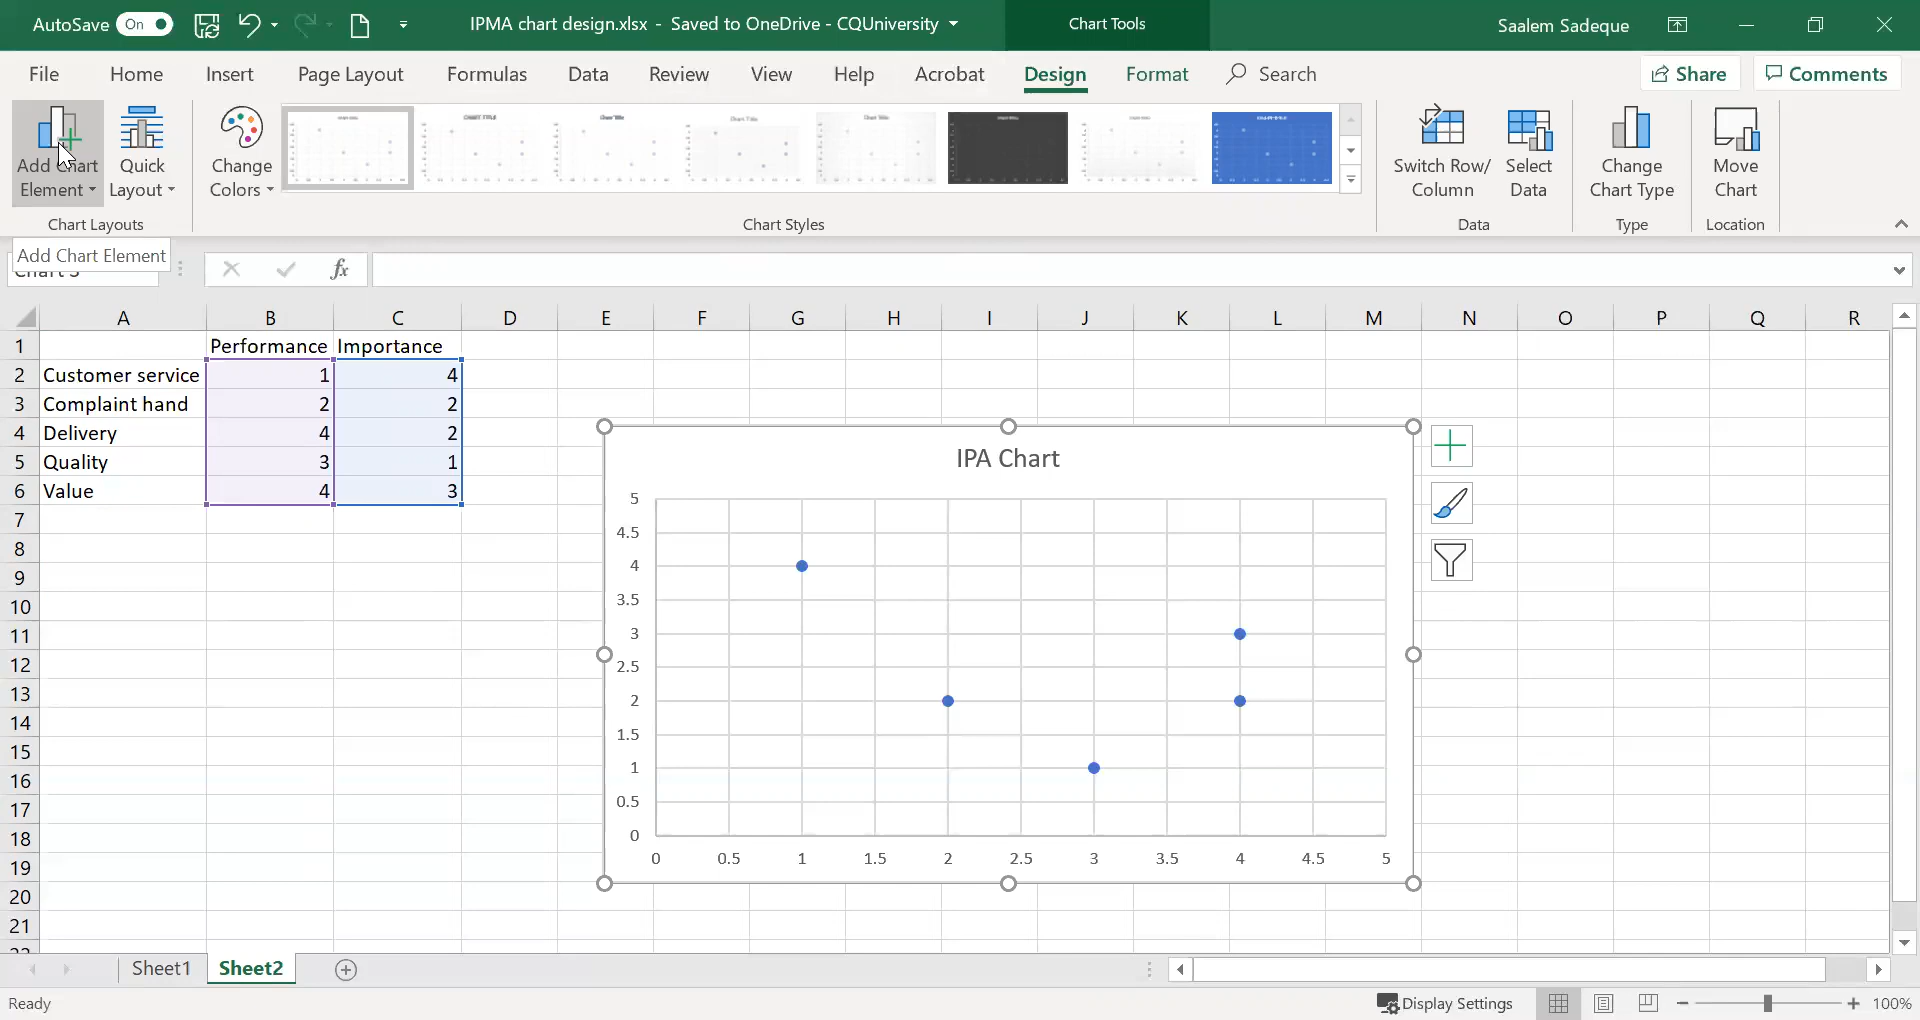 AutoSave On
IPMA chart design.xlsx - Saved to OneDrive - CQUniversity
Chart Tools
Saalem Sadeque
File Home Insert Page Layout Formulas Data Review View Help Acrobat Design Format Search Share Comments
Add Chart
Element
Quick
Layout
Change
Colors
Switch Row/
Column
Select
Data
Change
Chart Type
Move
Chart
Chart Layouts
Chart Styles
Data
Type
Location
Add Chart Element
fx
A B C D E F G H I J K L M N O P Q R
1 Performance Importance
2 Customer service 1 4
3 Complaint hand 2 2
4 Delivery 4 2
5 Quality 3 1
6 Value 4 3
7
8
9
10
11
12
13
14
15
16
17
18
19
20
21
IPA Chart
5
4.5
4
3.5
3
2.5
2
1.5
1
0.5
0
0 0.5 1 1.5 2 2.5 3 3.5 4 4.5 5
Sheet1 Sheet2
Ready
Display Settings
100%